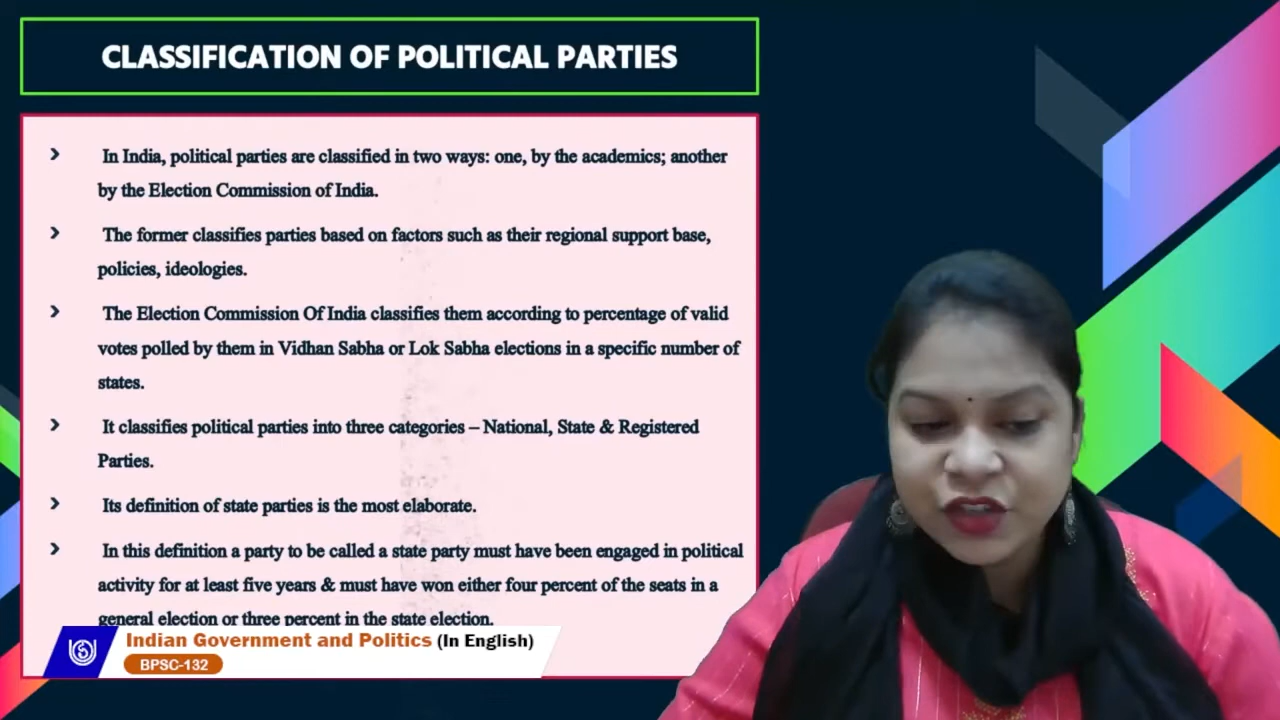 CLASSIFICATION OF POLITICAL PARTIES
In India, political parties are classified in two ways: one, by the academics; another
by the Election Commission of India.
The former classifies parties based on factors such as their regional support base,
policies, ideologies.
The Election Commission Of India classifies them according to percentage of valid
votes polled by them in Vidhan Sabha or Lok Sabha elections in a specific number of
states.
It classifies political parties into three categories – National, State & Registered
Parties.
Its definition of state parties is the most elaborate.
In this definition a party to be called a state party must have been engaged in political
activity for at least five years & must have won either four percent of the seats in a
general election or three percent in the state election.
Indian Government and Politics (In English)
BPSC-132